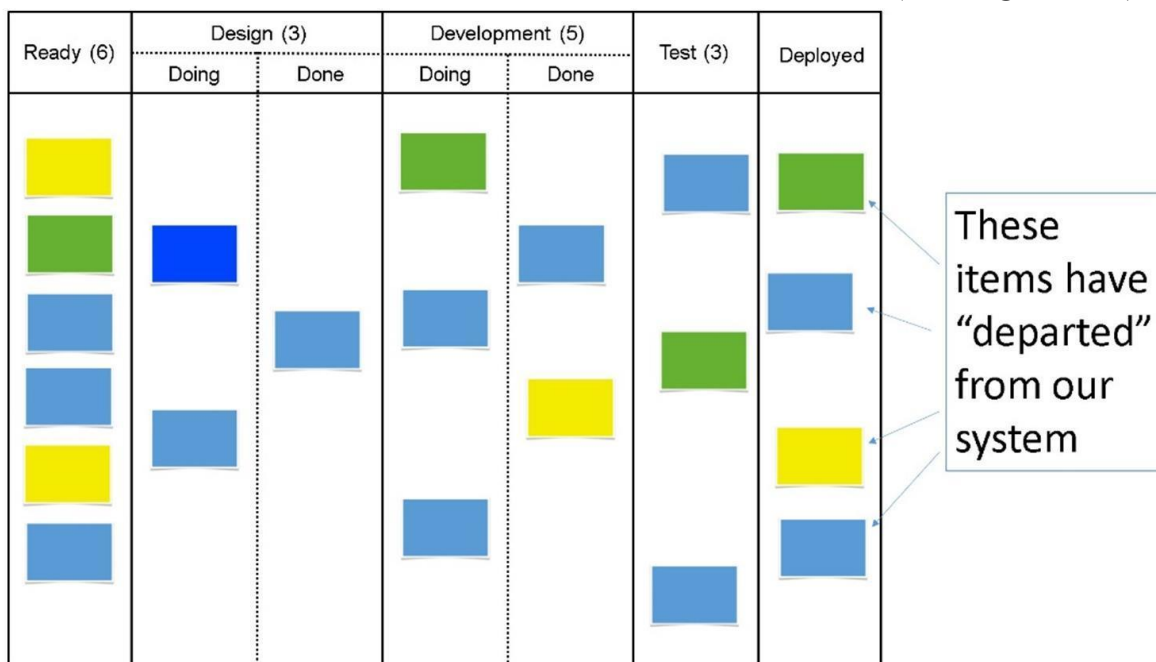 Ready (6)
Design (3)
Doing
Done
Development (5)
Doing
Done
Test (3)
Deployed
These
items have
“departed”
from our
system